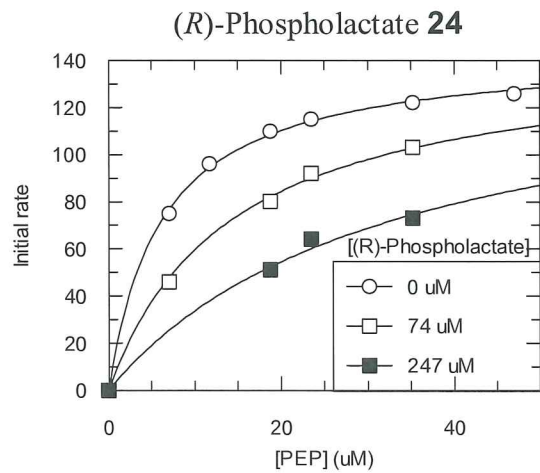 (R)-Phospholactate 24
140
120
100
80
60
40
20
0
Initial rate
0
20
40
[PEP] (uM)
[(R)-Phospholactate]
0 uM
74 uM
247 uM